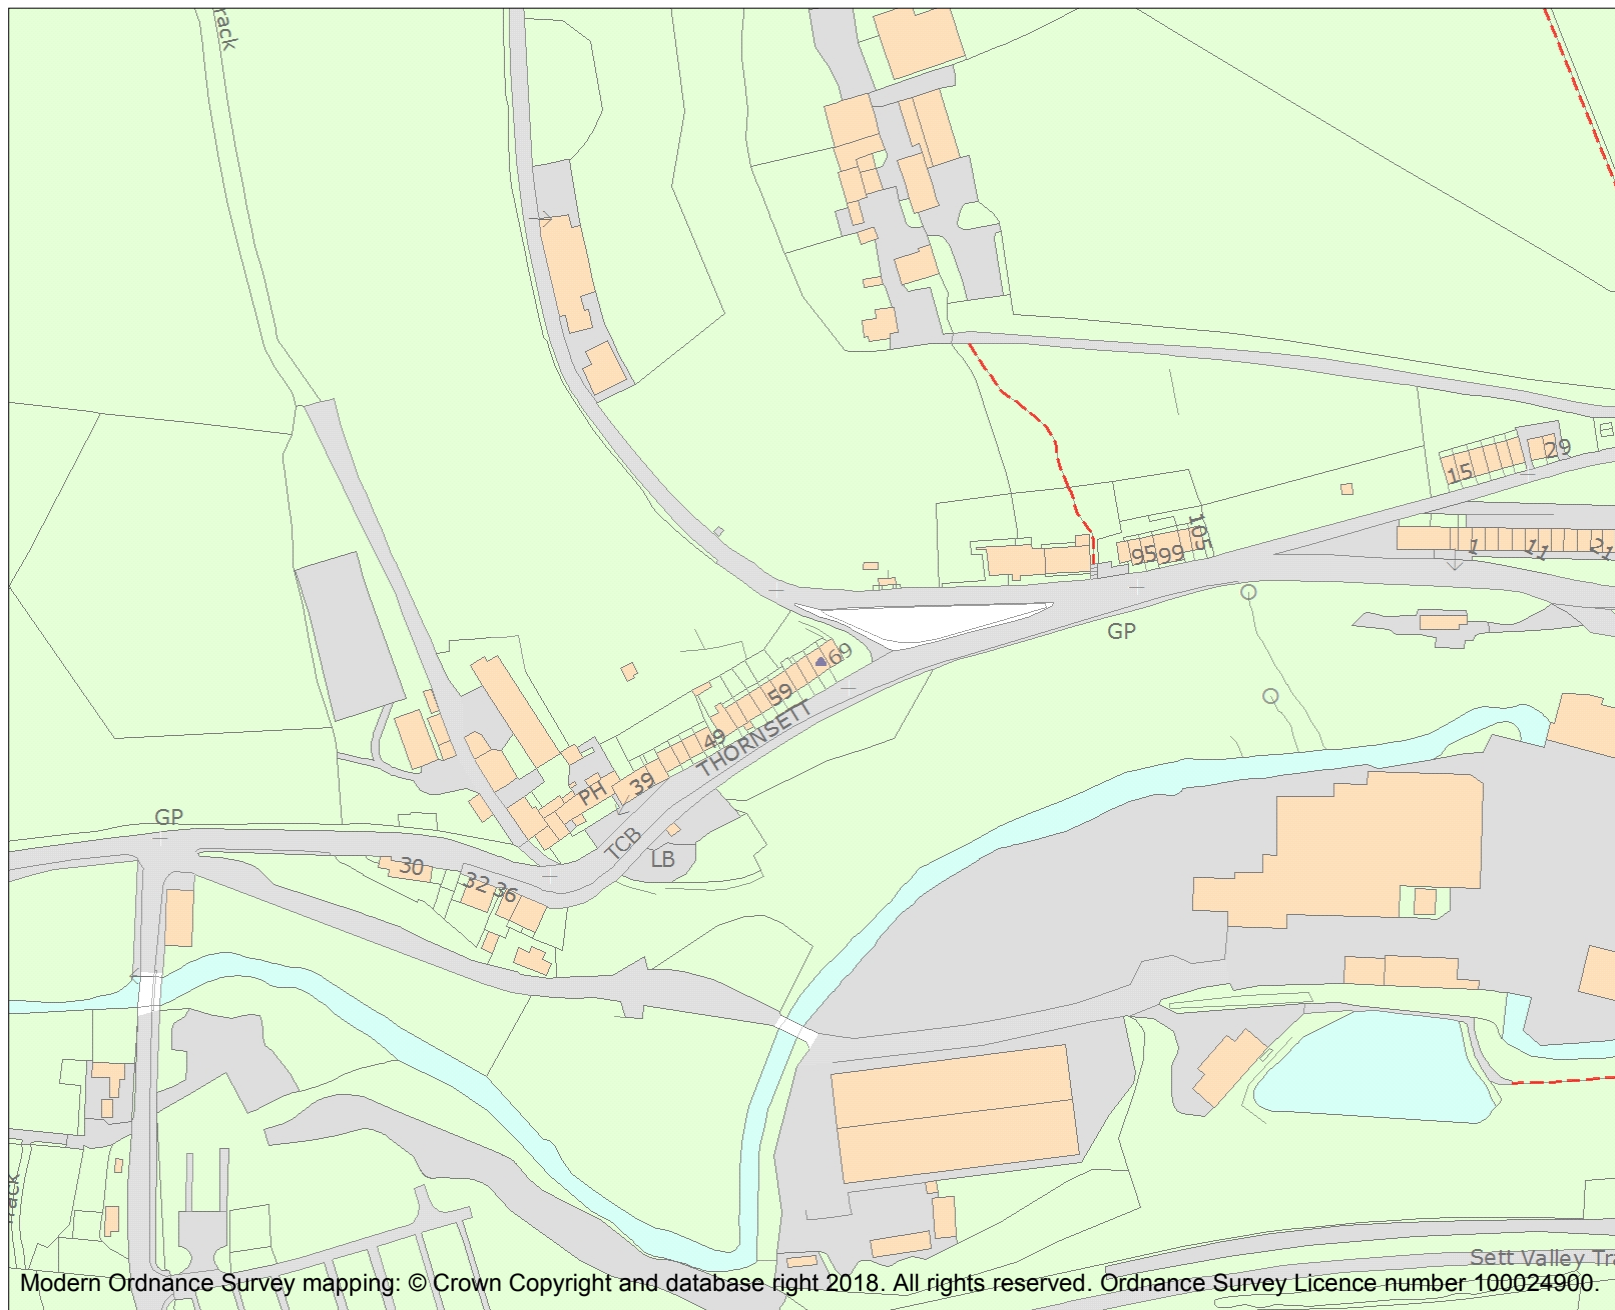 rack
29
15
105
95
99
1
11
21
GP
69
59
THORNSETT
49
39
PH
TCB
LB
GP
30
32
36
Sett Valley Tra
Modern Ordnance Survey mapping: © Crown Copyright and database right 2018. All rights reserved. Ordnance Survey Licence number 100024900.